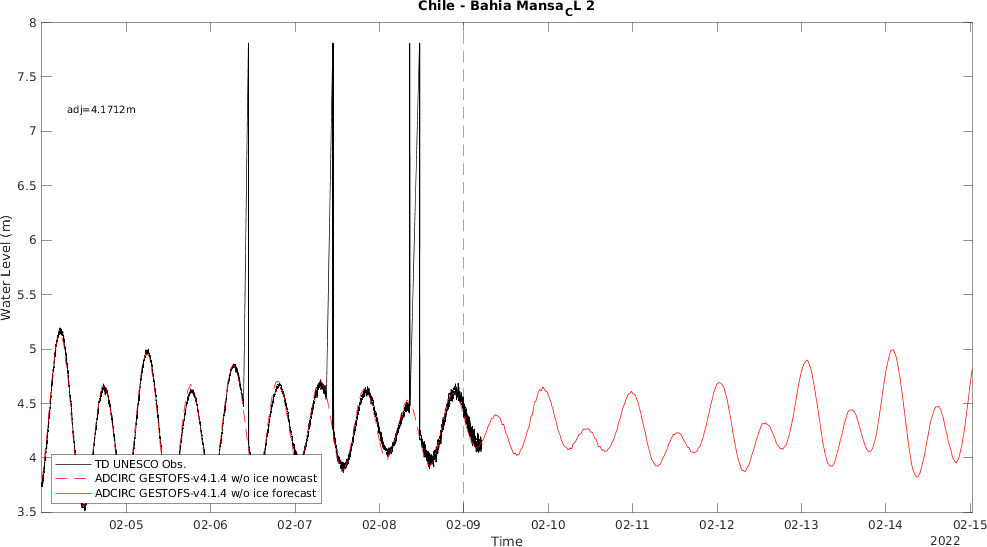 Chile - Bahia Mansa_CL 2
8
7.5
adj=4.1712m
7
6.5
6
5.5
5
4.5
4
3.5
Water Level (m)
TD UNESCO Obs.
ADCIRC GESTOFS-v4.1.4 w/o ice nowcast
ADCIRC GESTOFS-v4.1.4 w/o ice forecast
02-05 02-06 02-07 02-08 02-09 02-10 02-11 02-12 02-13 02-14 02-15
Time
2022